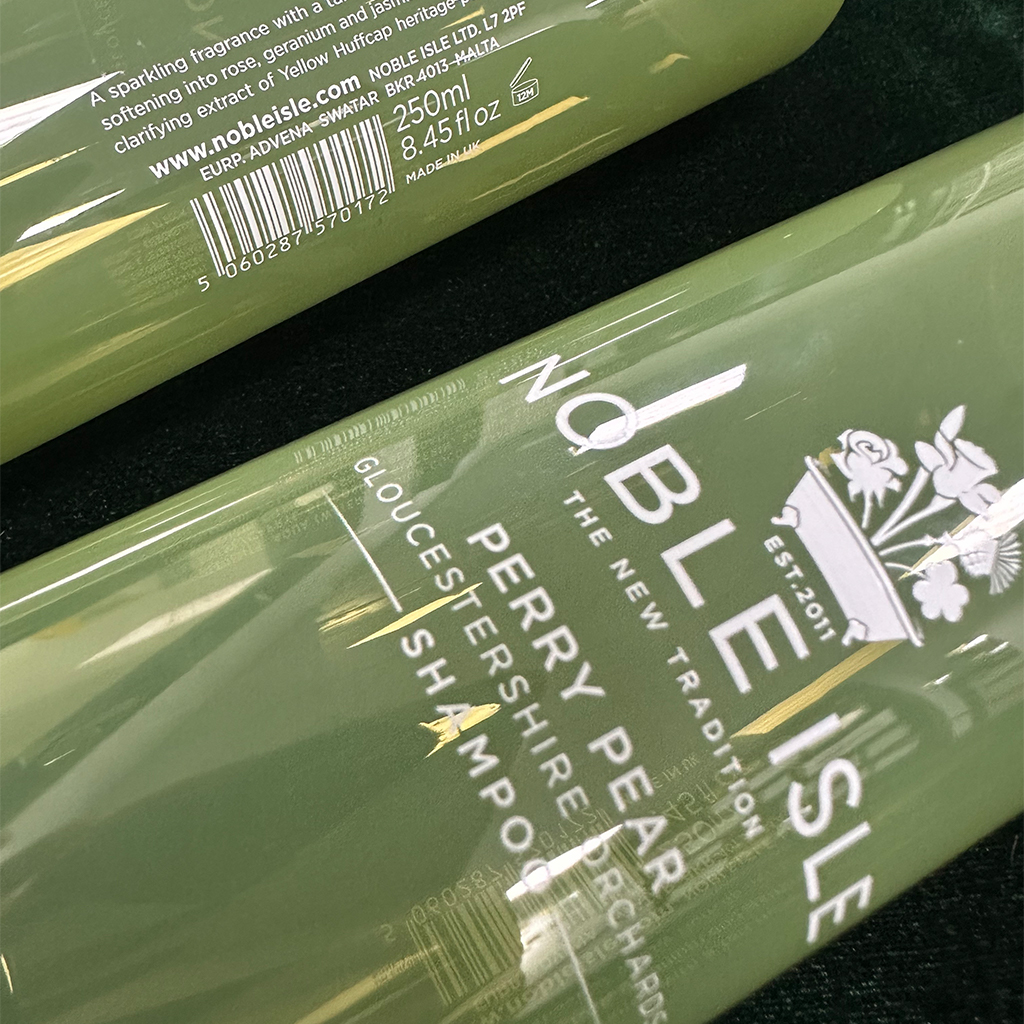 A sparkling fragrance with a
softening into rose, geranium and jasm
clarifying extract of Yellow Huffcap heritage-p
www.nobleisle.com NOBLE ISLE LTD. L7 2PF
EURP. ADVENA SWATAR BKR 4013 MALTA
250ml
8.45 fl oz
12M
MADE IN UK
5 060287 570172
EST.2011
NOBLE ISLE
THE NEW TRADITION
PERRY PEAR
GLOUCESTERSHIRE ORCHARDS
SHAMPOO